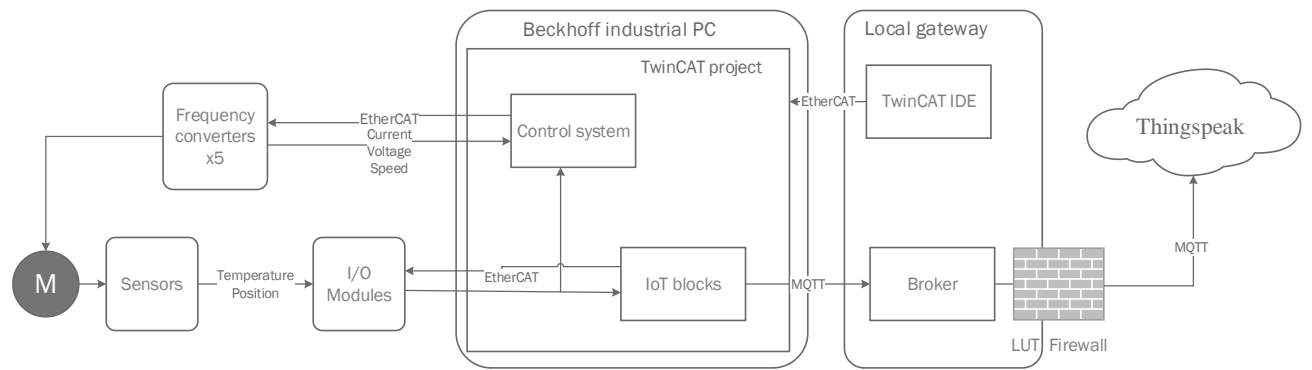 Beckhoff industrial PC
Local gateway
TwinCAT project
Frequency
converters
x5
EtherCAT
Current
Voltage
Speed
Control system
EtherCAT
TwinCAT IDE
Thingspeak
M
Sensors
Temperature
Position
I/O
Modules
EtherCAT
IoT blocks
MQTT
Broker
MQTT
LUT Firewall